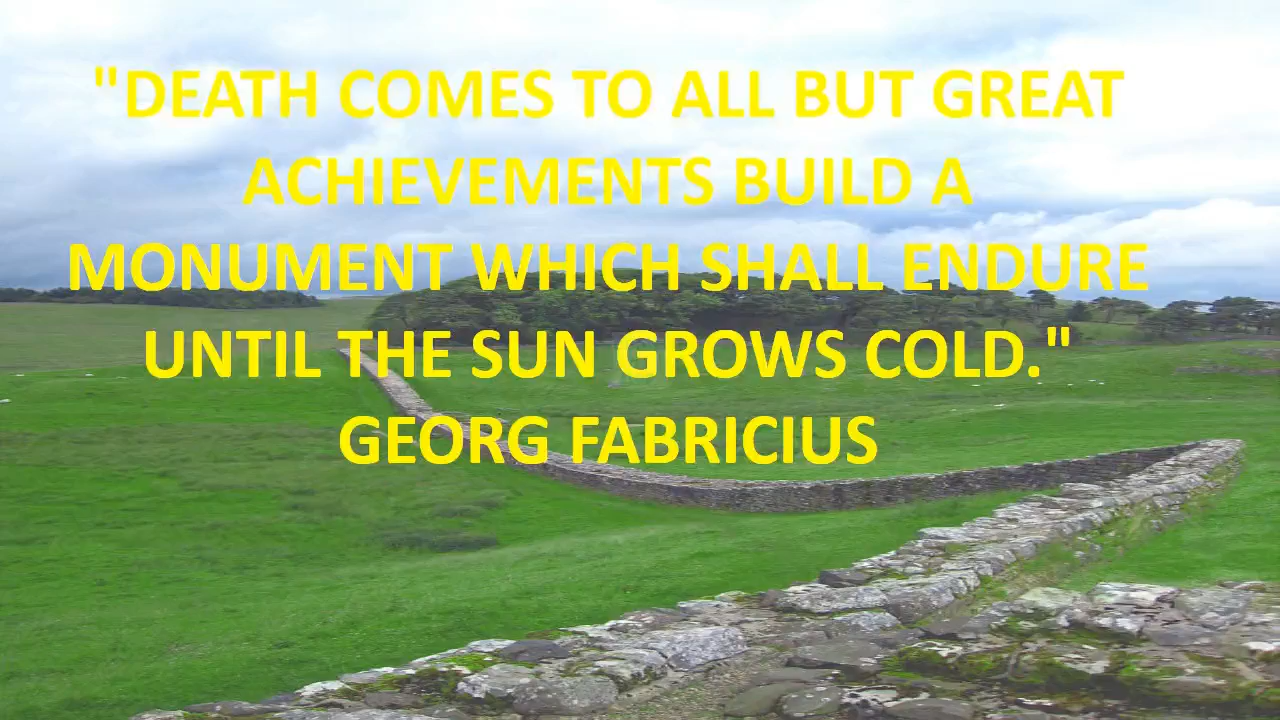 "DEATH COMES TO ALL BUT GREAT
ACHIEVEMENTS BUILD A
MONUMENT WHICH SHALL ENDURE
UNTIL THE SUN GROWS COLD."
GEORG FABRICIUS